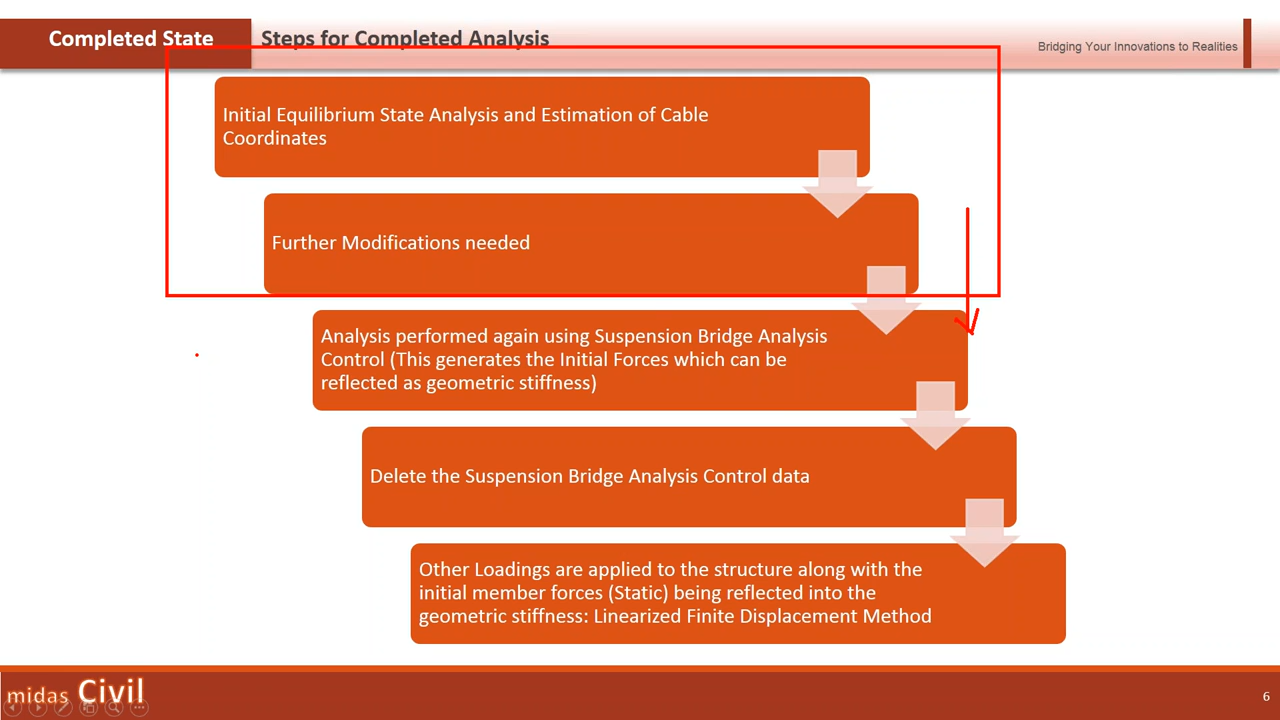 Completed State
Steps for Completed Analysis
Bridging Your Innovations to Realities
Initial Equilibrium State Analysis and Estimation of Cable
Coordinates
Further Modifications needed
Analysis performed again using Suspension Bridge Analysis
Control (This generates the Initial Forces which can be
reflected as geometric stiffness)
Delete the Suspension Bridge Analysis Control data
Other Loadings are applied to the structure along with the
initial member forces (Static) being reflected into the
geometric stiffness: Linearized Finite Displacement Method
midas Civil
6